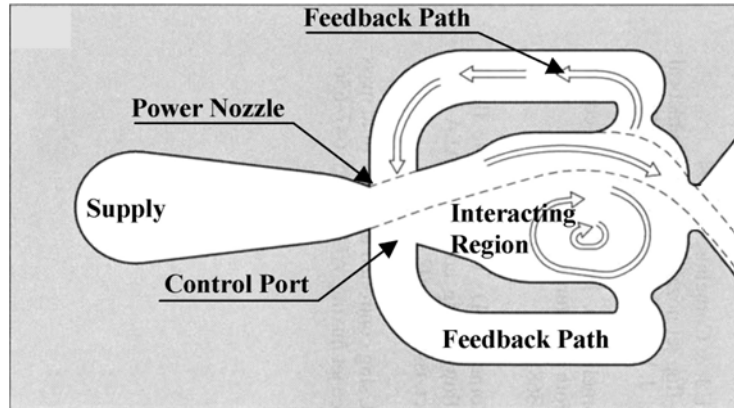 Feedback Path
Power Nozzle
Supply
Interacting
Region
Control Port
Feedback Path